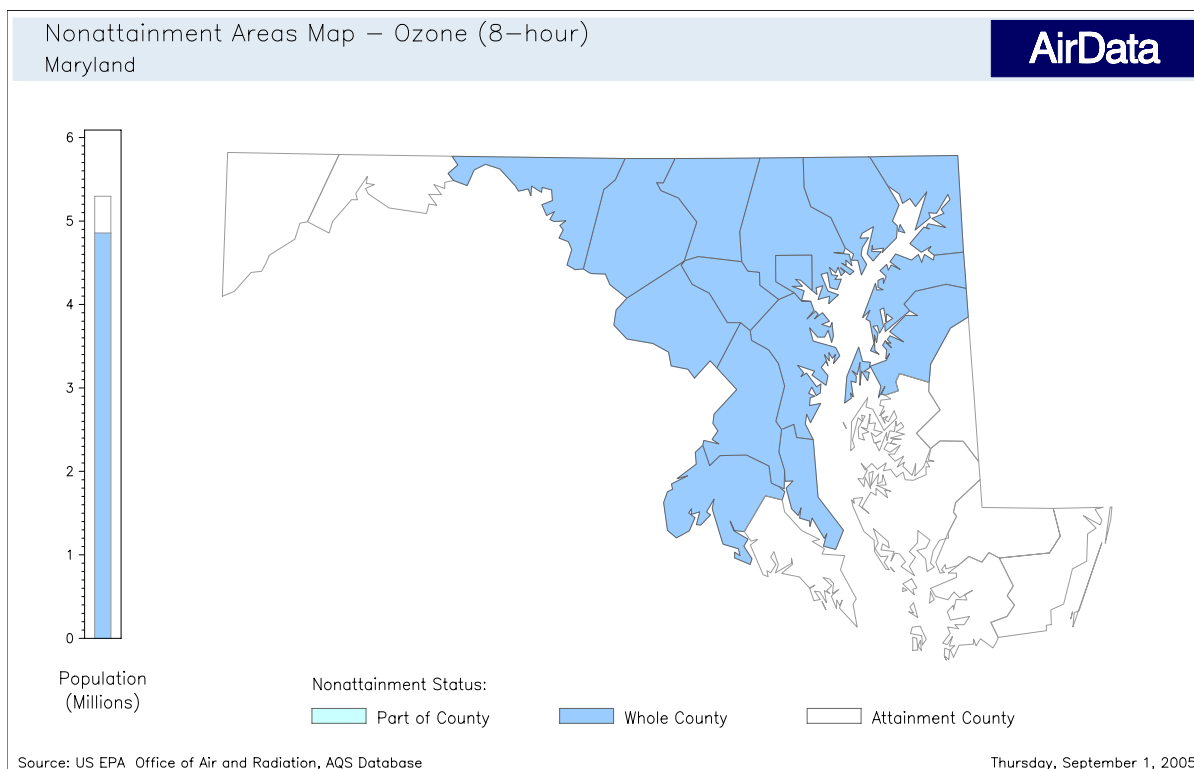 Nonattainment Areas Map – Ozone (8–hour)
Maryland
AirData
6
5
4
3
2
1
0
Population
(Millions)
Nonattainment Status:
Part of County
Whole County
Attainment County
Source: US EPA Office of Air and Radiation, AQS Database
Thursday, September 1, 2005